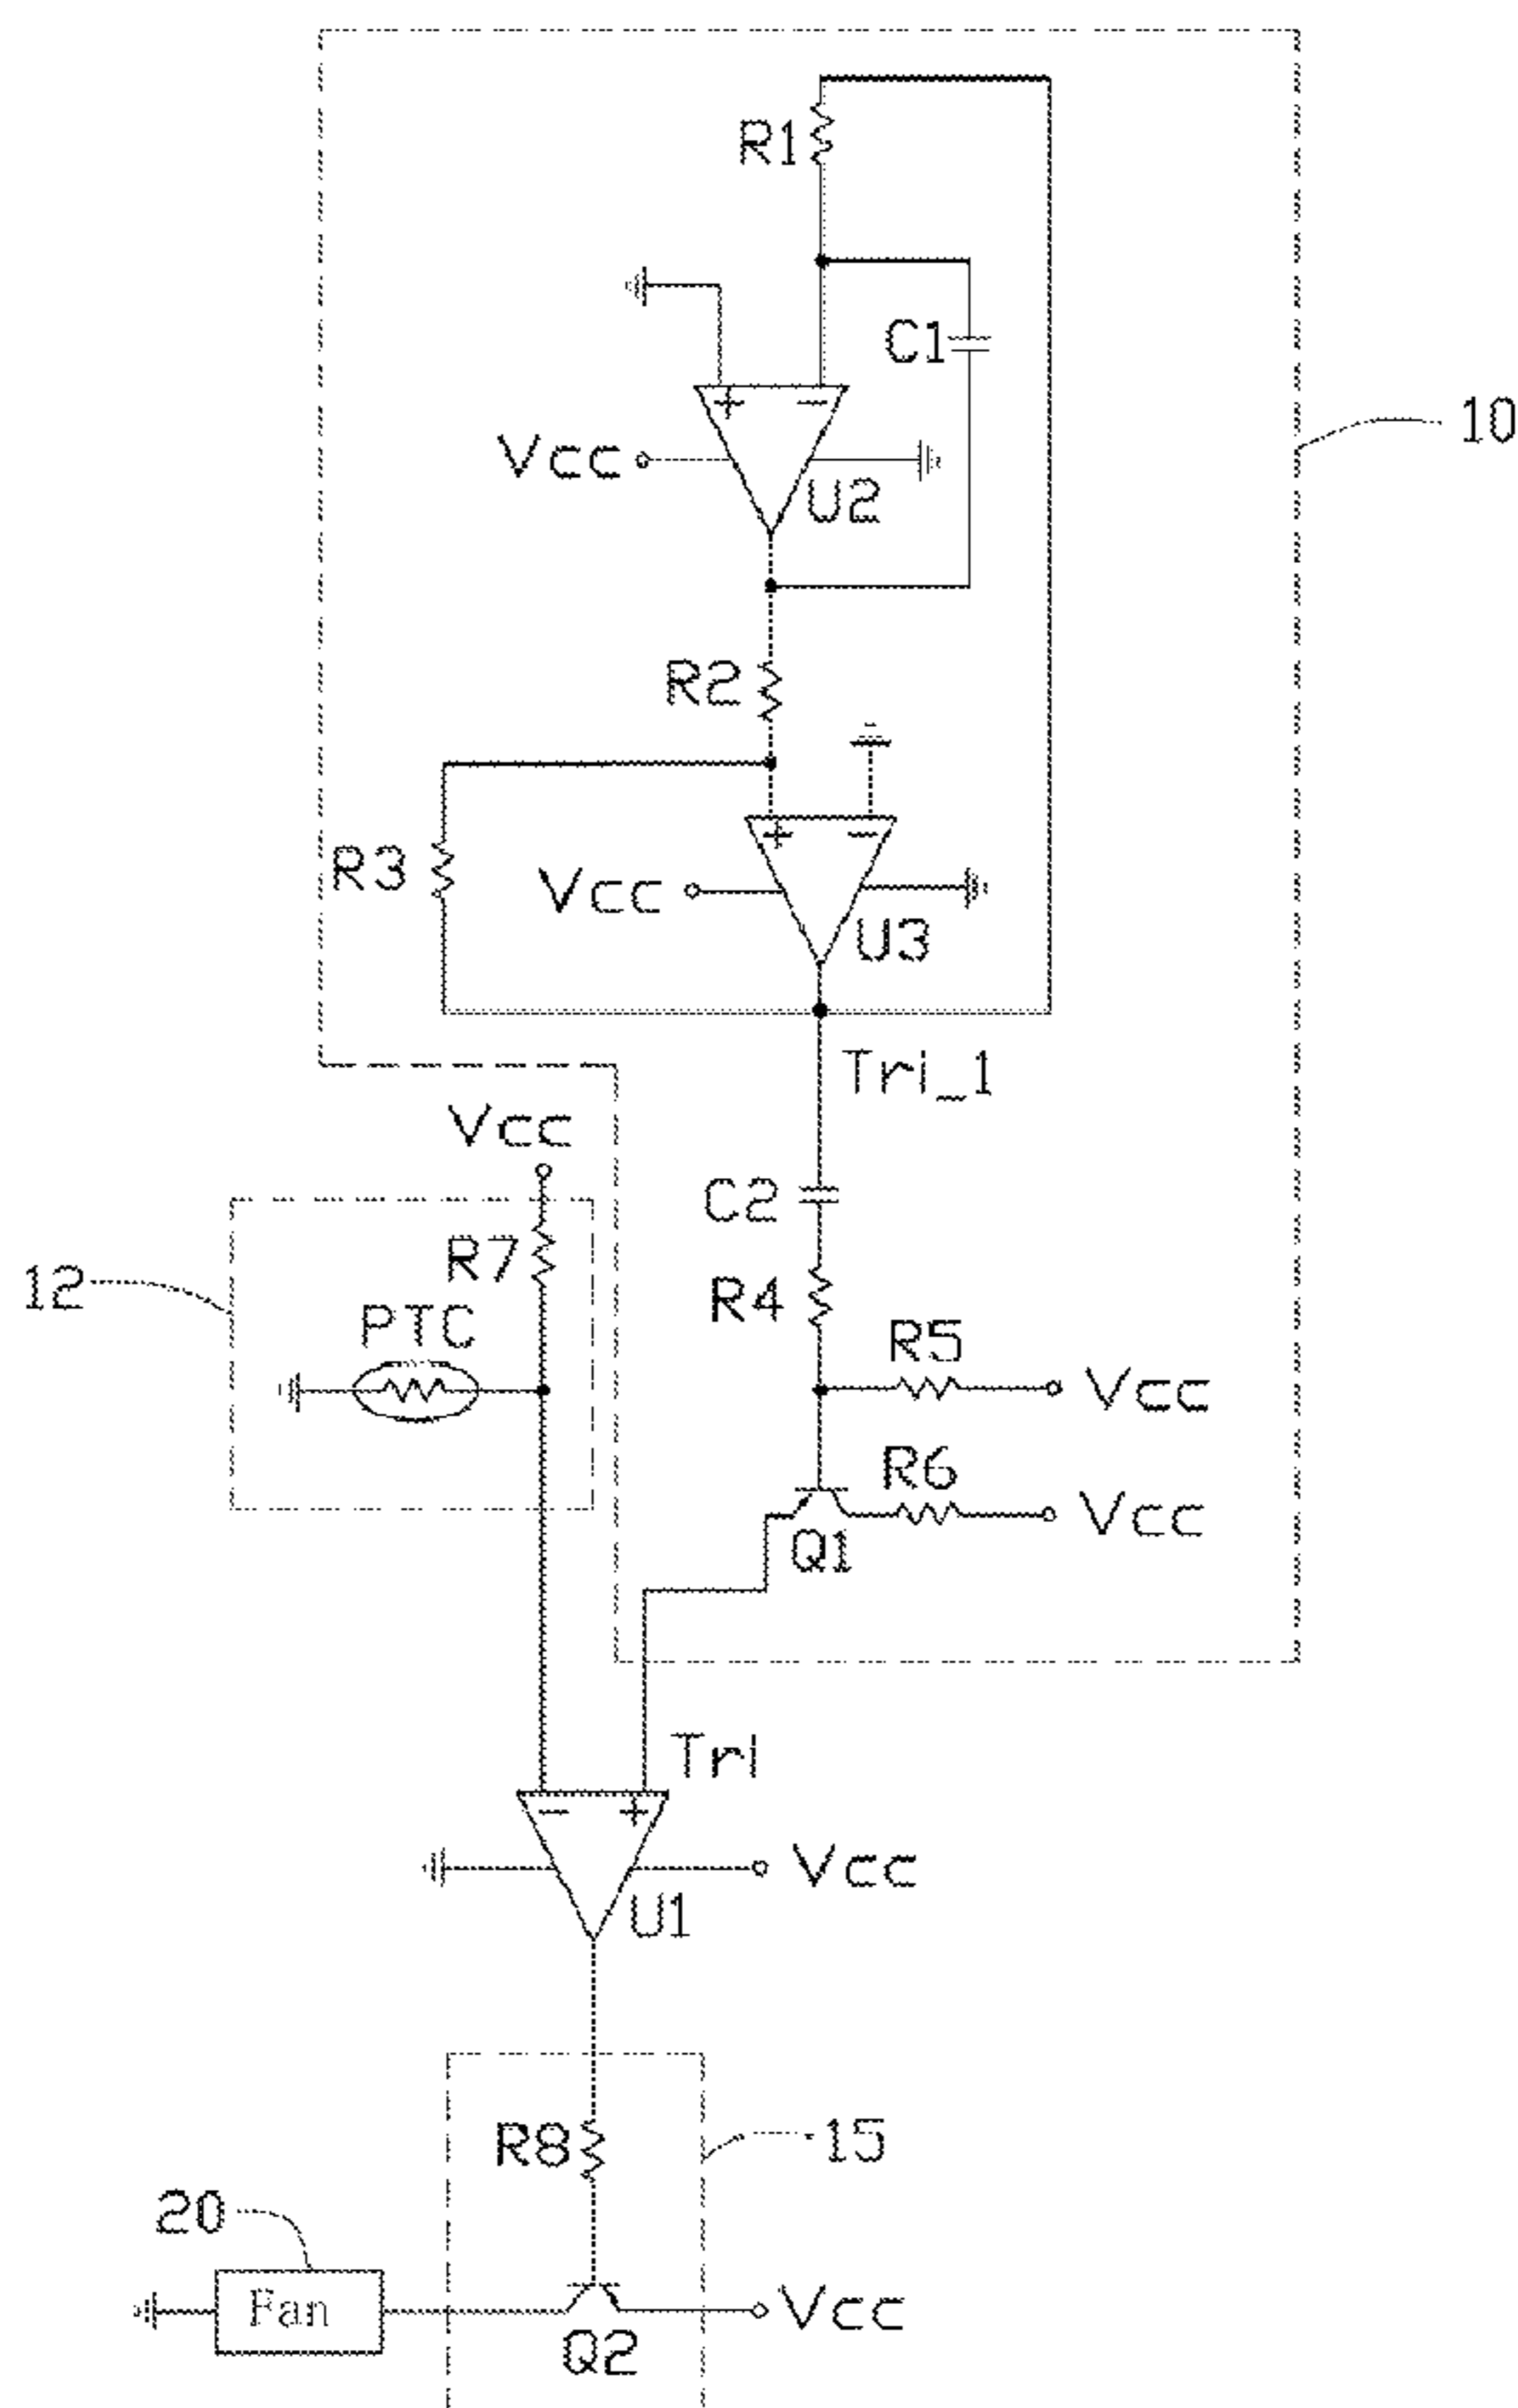 R1
C1
10
Vcc
U2
R2
R3
Vcc
U3
Tri_1
Vcc
C2
R7
12
R4
PTC
R5
Vcc
R6
Vcc
Q1
Tri
Vcc
U1
R8
15
20
Fan
Vcc
Q2